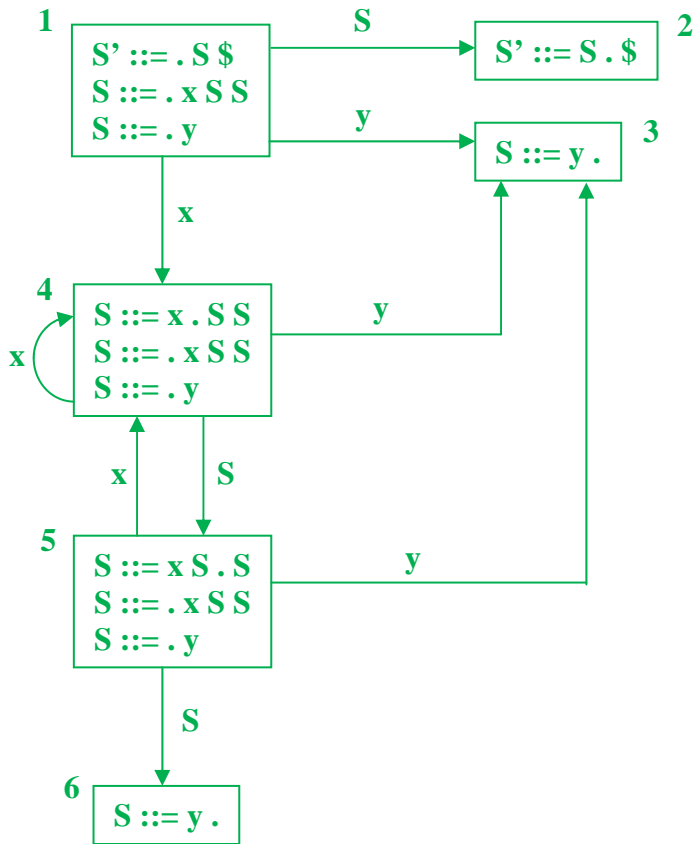 1
S’ ::= . S $
S ::= . x S S
S ::= . y
S
2
S’ ::= S . $
y
3
S ::= y .
x
4
S ::= x . S S
S ::= . x S S
S ::= . y
x
y
x
S
5
S ::= x S . S
S ::= . x S S
S ::= . y
y
S
6
S ::= y .